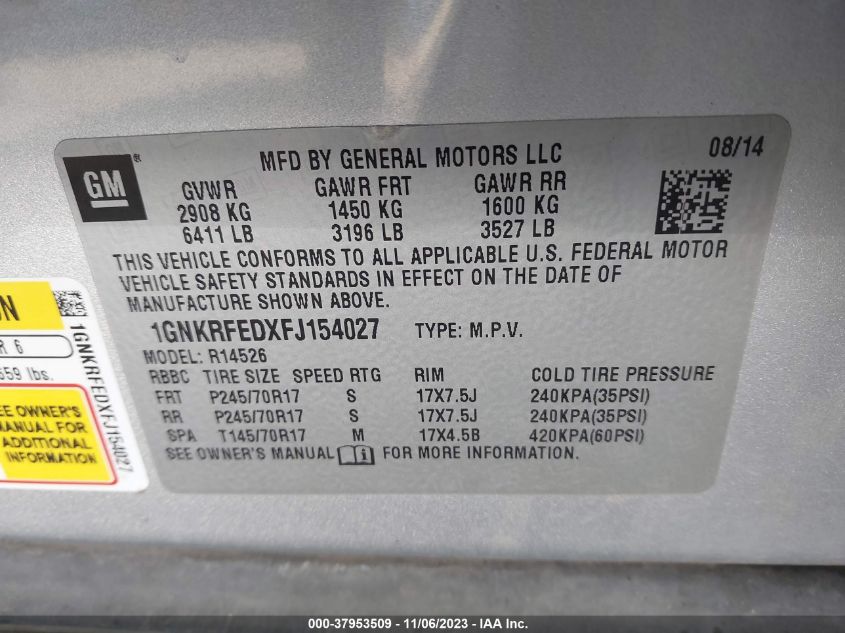 GM
MFD BY GENERAL MOTORS LLC 08/14
GVWR GAWR FRT GAWR RR
2908 KG 1450 KG 1600 KG
6411 LB 3196 LB 3527 LB
THIS VEHICLE CONFORMS TO ALL APPLICABLE U.S. FEDERAL MOTOR
VEHICLE SAFETY STANDARDS IN EFFECT ON THE DATE OF
MANUFACTURE SHOWN ABOVE.
1GNKRFEDXFJ154027 TYPE: M.P.V.
MODEL: R14526
RBBC TIRE SIZE SPEED RTG RIM COLD TIRE PRESSURE
FRT P245/70R17 S 17X7.5J 240KPA(35PSI)
RR P245/70R17 S 17X7.5J 240KPA(35PSI)
SPA T145/70R17 M 17X4.5B 420KPA(60PSI)
SEE OWNER'S MANUAL FOR MORE INFORMATION.
R 6
lbs.
OWNER'S
MANUAL FOR
ADDITIONAL
INFORMATION
1GNKRFEDXFJ154027
000-37953509 - 11/06/2023 - IAA Inc.